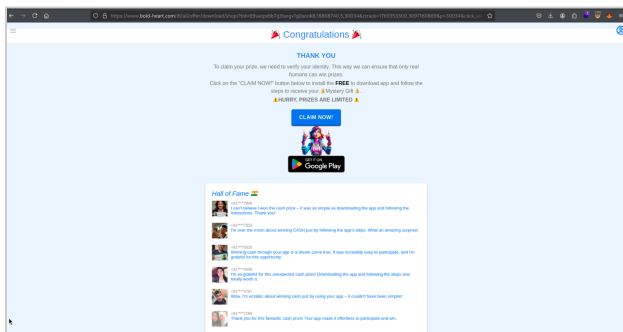 https://www.bold-heart.com
Congratulations
THANK YOU
To claim your prize, we need to verify your identity. This way we can ensure that only real
humans can win prizes.
Click on the "CLAIM NOW!" button below to install the FREE to download app and follow the
steps to receive your ⚠Mystery Gift ⚠.
⚠HURRY, PRIZES ARE LIMITED ⚠
CLAIM NOW!
GET IT ON
Google Play
Hall of Fame
I can't believe I won the cash prize – it was as simple as downloading the app and following the
instructions. Thank you!
I'm over the moon about winning CASH just by following the app's steps. What an amazing surprise!
Winning cash through your app is a dream come true. It was incredibly easy to participate, and I'm
grateful for this opportunity.
I'm so grateful for this unexpected cash prize! Downloading the app and following the steps was
totally worth it.
Wow, I'm ecstatic about winning cash just by using your app – it couldn't have been simpler!
Thank you for this fantastic cash prize! Your app made it effortless to participate and win.